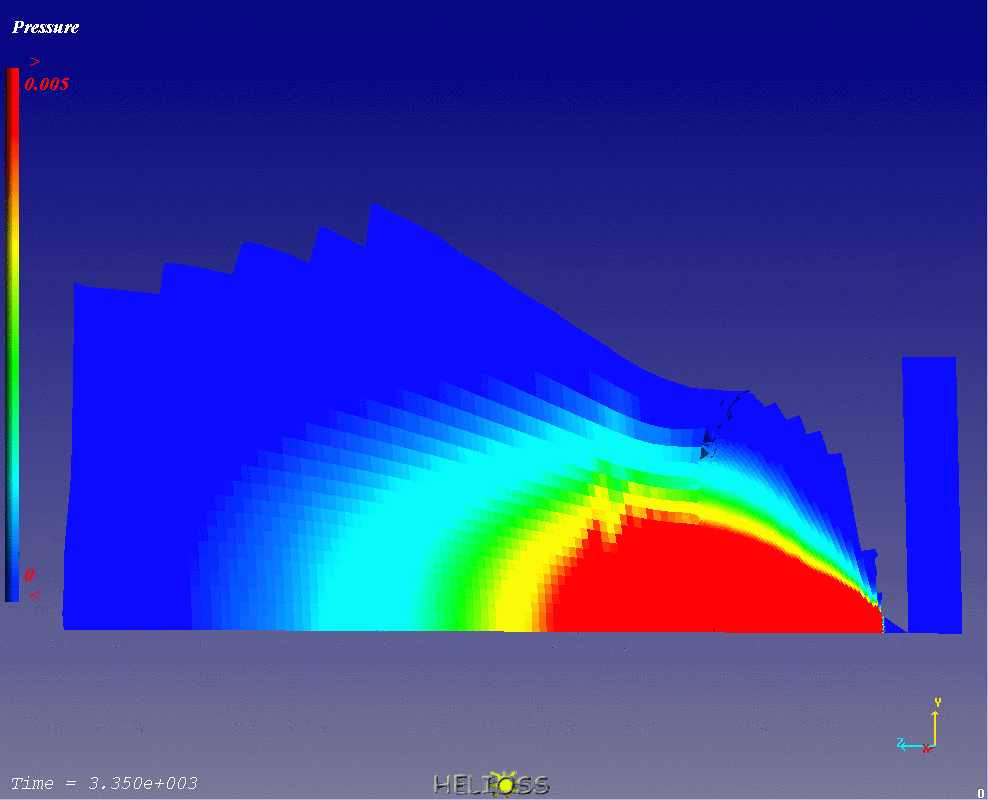 Pressure
>
0.005
0
<
Y
Z
X
Time = 3.350e+003
HELIOSS
0